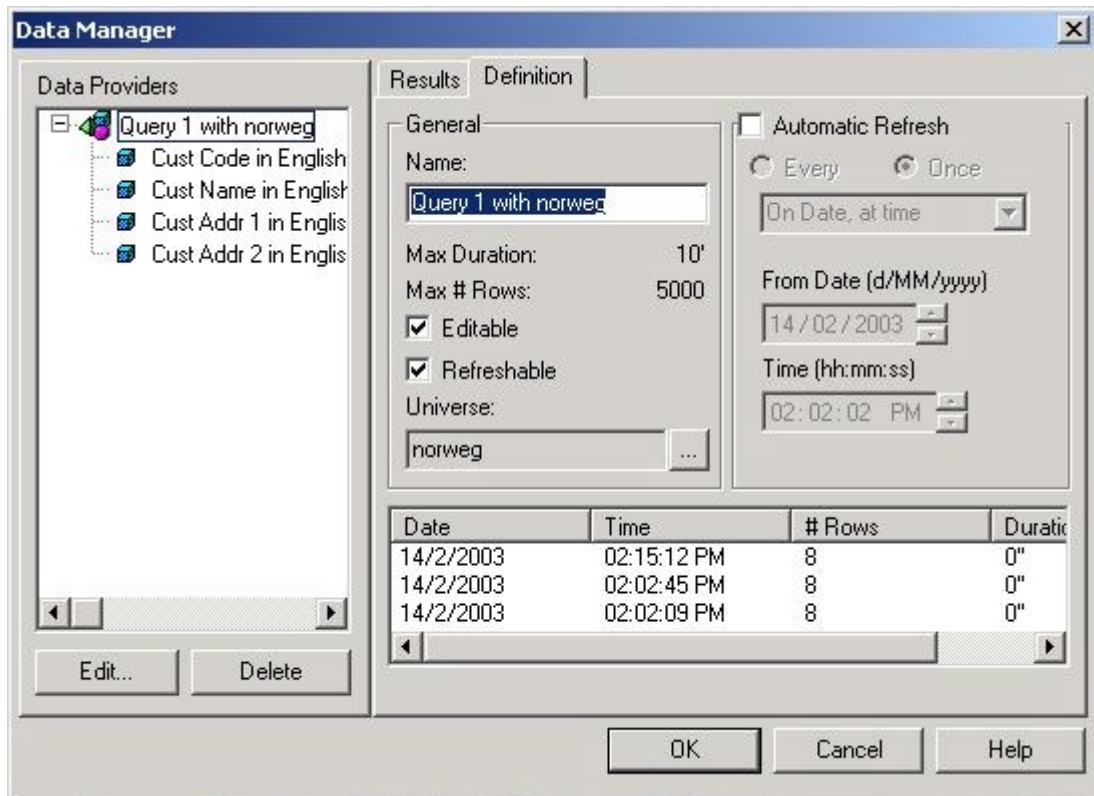 Data Manager
Data Providers
Query 1 with norweg
Cust Code in English
Cust Name in English
Cust Addr 1 in Englis
Cust Addr 2 in Englis
Edit...
Delete
Results
Definition
General
Name:
Query 1 with norweg
Max Duration: 10'
Max # Rows: 5000
Editable
Refreshable
Universe:
norweg
...
Automatic Refresh
Every
Once
On Date, at time
From Date (d/MM/yyyy)
14/02/2003
Time (hh:mm:ss)
02:02:02 PM
Date Time # Rows Duratic
14/2/2003 02:15:12 PM 8 0"
14/2/2003 02:02:45 PM 8 0"
14/2/2003 02:02:09 PM 8 0"
OK
Cancel
Help